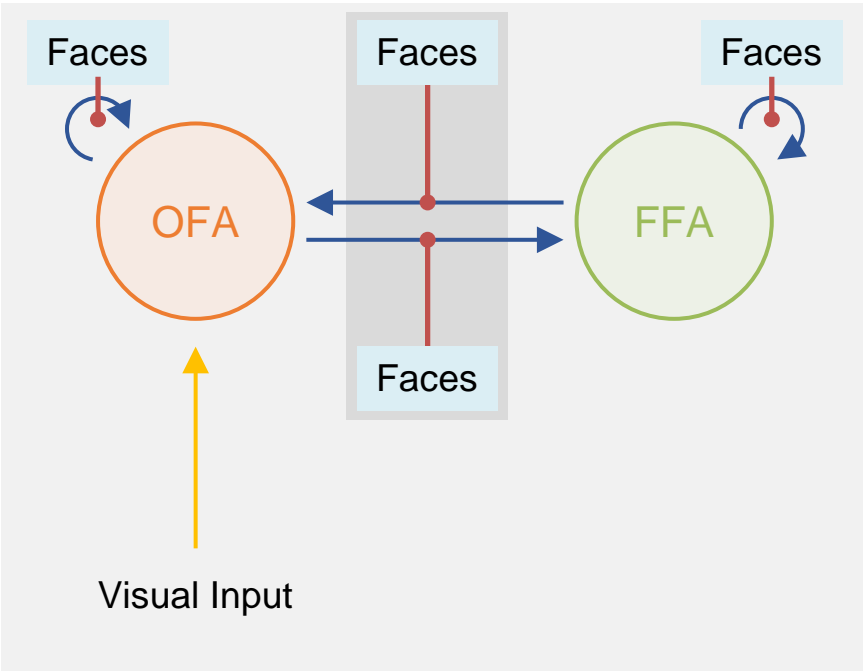 Faces
Faces
Faces
OFA
FFA
Faces
Visual Input